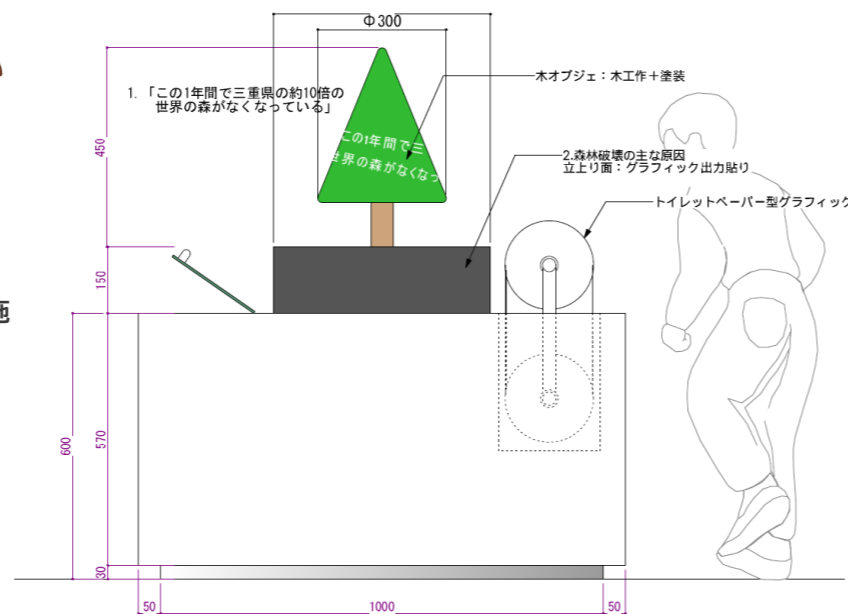 Φ300
1. 「この1年間で三重県の約10倍の
世界の森がなくなっている」
木オブジェ：木工作＋塗装
この1年間で三
世界の森がなくなっ
2.森林破壊の主な原因
立上り面：グラフィック出力貼り
トイレットペーパー型グラフィック
450
150
600
570
30
50
1000
50